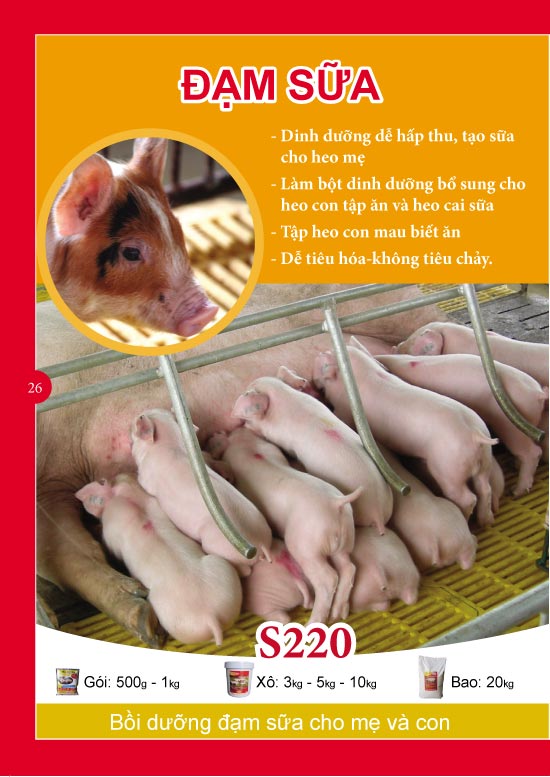 ĐẠM SỮA
- Dinh dưỡng dễ hấp thu, tạo sữa
cho heo mẹ
- Làm bột dinh dưỡng bổ sung cho
heo con tập ăn và heo cai sữa
- Tập heo con mau biết ăn
- Dễ tiêu hóa-không tiêu chảy.
26
S220
Gói: 500g - 1kg
Xô: 3kg - 5kg - 10kg
Bao: 20kg
Bồi dưỡng đạm sữa cho mẹ và con